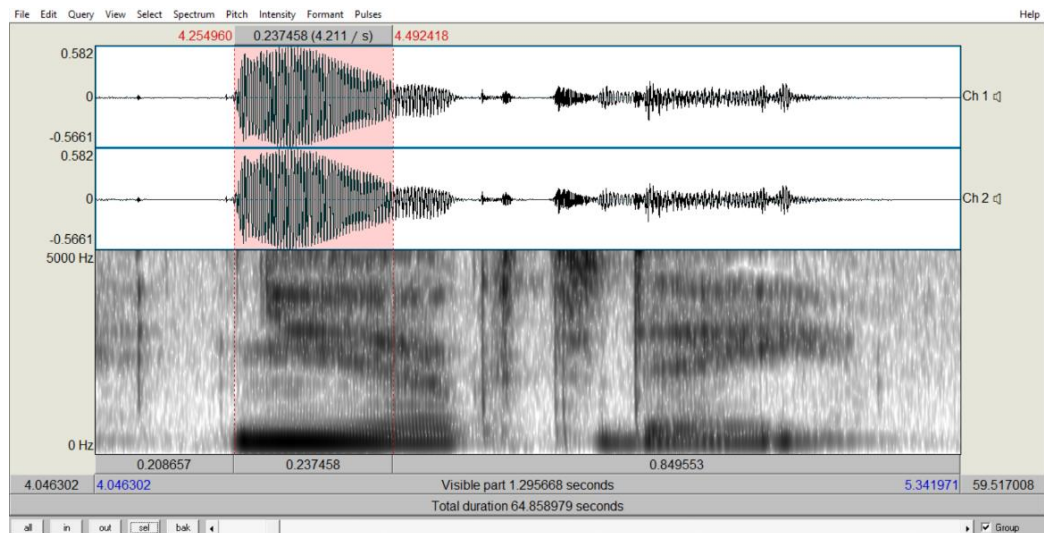 File Edit Query View Select Spectrum Pitch Intensity Formant Pulses Help
4.254960 0.237458 (4.211 / s) 4.492418
0.582
0
-0.5661
Ch 1
0.582
0
-0.5661
Ch 2
5000 Hz
0 Hz
0.208657 0.237458 0.849553
4.046302 4.046302 Visible part 1.295668 seconds 5.341971 59.517008
Total duration 64.858979 seconds
all in out sel bak Group